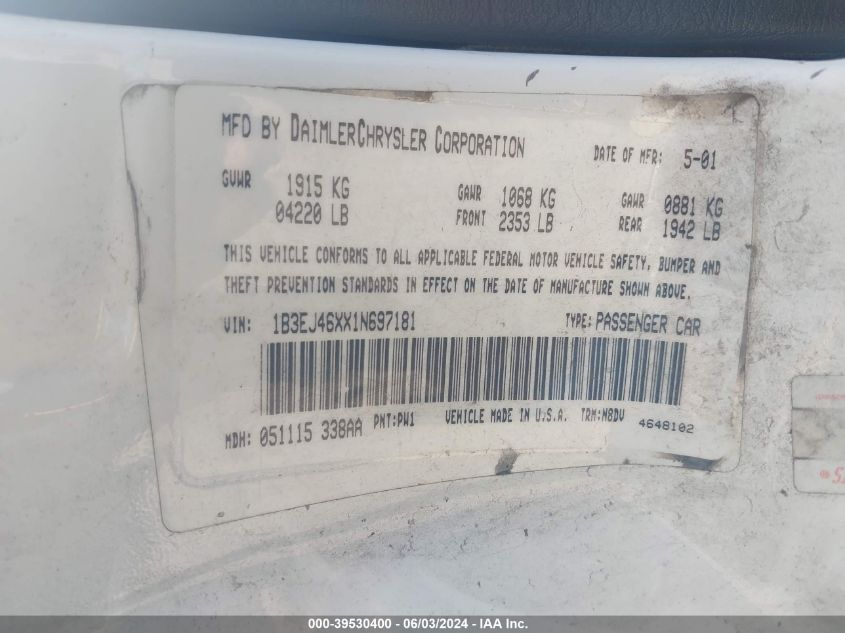 MFD BY DAIMLERCHRYSLER CORPORATION DATE OF MFR: 5-01
GVWR 1915 KG GAWR 1068 KG GAWR 0881 KG
04220 LB FRONT 2353 LB REAR 1942 LB
THIS VEHICLE CONFORMS TO ALL APPLICABLE FEDERAL MOTOR VEHICLE SAFETY, BUMPER AND
THEFT PREVENTION STANDARDS IN EFFECT ON THE DATE OF MANUFACTURE SHOWN ABOVE.
VIN: 1B3EJ46XX1N697181 TYPE: PASSENGER CAR
MDH: 051115 338AA PNT:PW1 VEHICLE MADE IN U.S.A. TRM:N8DV 4648102
000-39530400 - 06/03/2024 - IAA Inc.